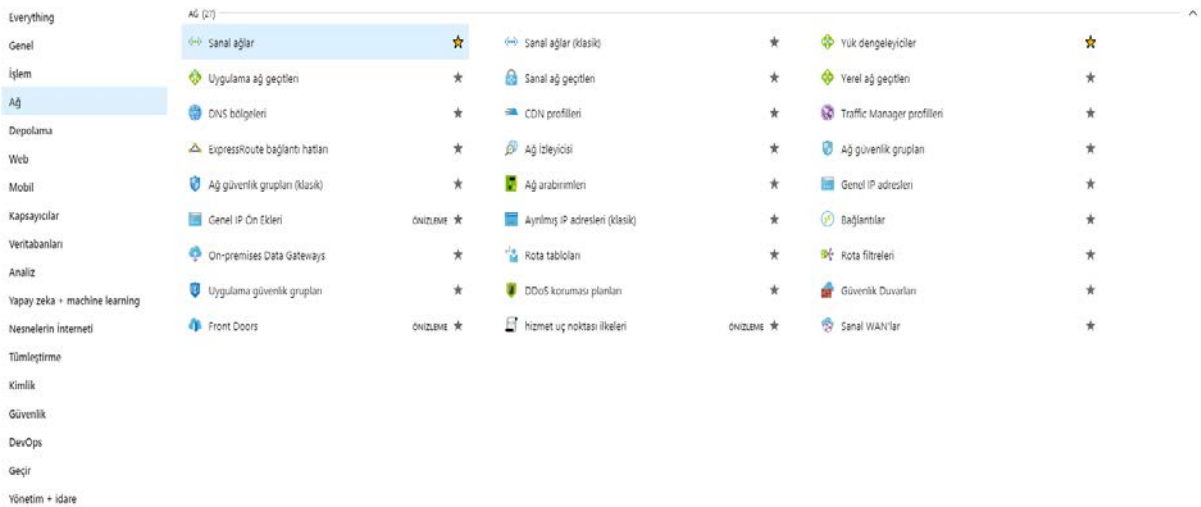 Everything
Genel
İşlem
Ağ
Depolama
Web
Mobil
Kapsayıcılar
Veritabanları
Analiz
Yapay zeka + machine learning
Nesnelerin İnterneti
Tümleştirme
Kimlik
Güvenlik
DevOps
Geçir
Yönetim + idare
AĞ (27)
Sanal ağlar
Sanal ağlar (klasik)
Yük dengeleyiciler
Uygulama ağ geçitleri
Sanal ağ geçitleri
Yerel ağ geçitleri
DNS bölgeleri
CDN profilleri
Traffic Manager profilleri
ExpressRoute bağlantı hatları
Ağ İzleyicisi
Ağ güvenlik grupları
Ağ güvenlik grupları (klasik)
Ağ arabirimleri
Genel IP adresleri
Genel IP Ön Ekleri ÖNİZLEME
Ayrılmış IP adresleri (klasik)
Bağlantılar
On-premises Data Gateways
Rota tabloları
Rota filtreleri
Uygulama güvenlik grupları
DDoS koruması planları
Güvenlik Duvarları
Front Doors ÖNİZLEME
hizmet uç noktası ilkeleri ÖNİZLEME
Sanal WAN'lar